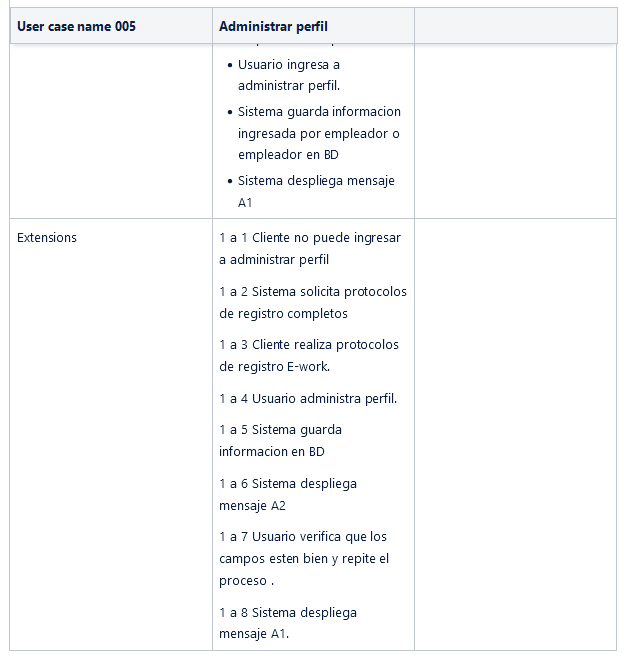 User case name 005
Administrar perfil
• Usuario ingresa a
administrar perfil.
• Sistema guarda informacion
ingresada por empleador o
empleador en BD
• Sistema despliega mensaje
A1
Extensions
1 a 1 Cliente no puede ingresar
a administrar perfil
1 a 2 Sistema solicita protocolos
de registro completos
1 a 3 Cliente realiza protocolos
de registro E-work.
1 a 4 Usuario administra perfil.
1 a 5 Sistema guarda
informacion en BD
1 a 6 Sistema despliega
mensaje A2
1 a 7 Usuario verifica que los
campos esten bien y repite el
proceso .
1 a 8 Sistema despliega
mensaje A1.